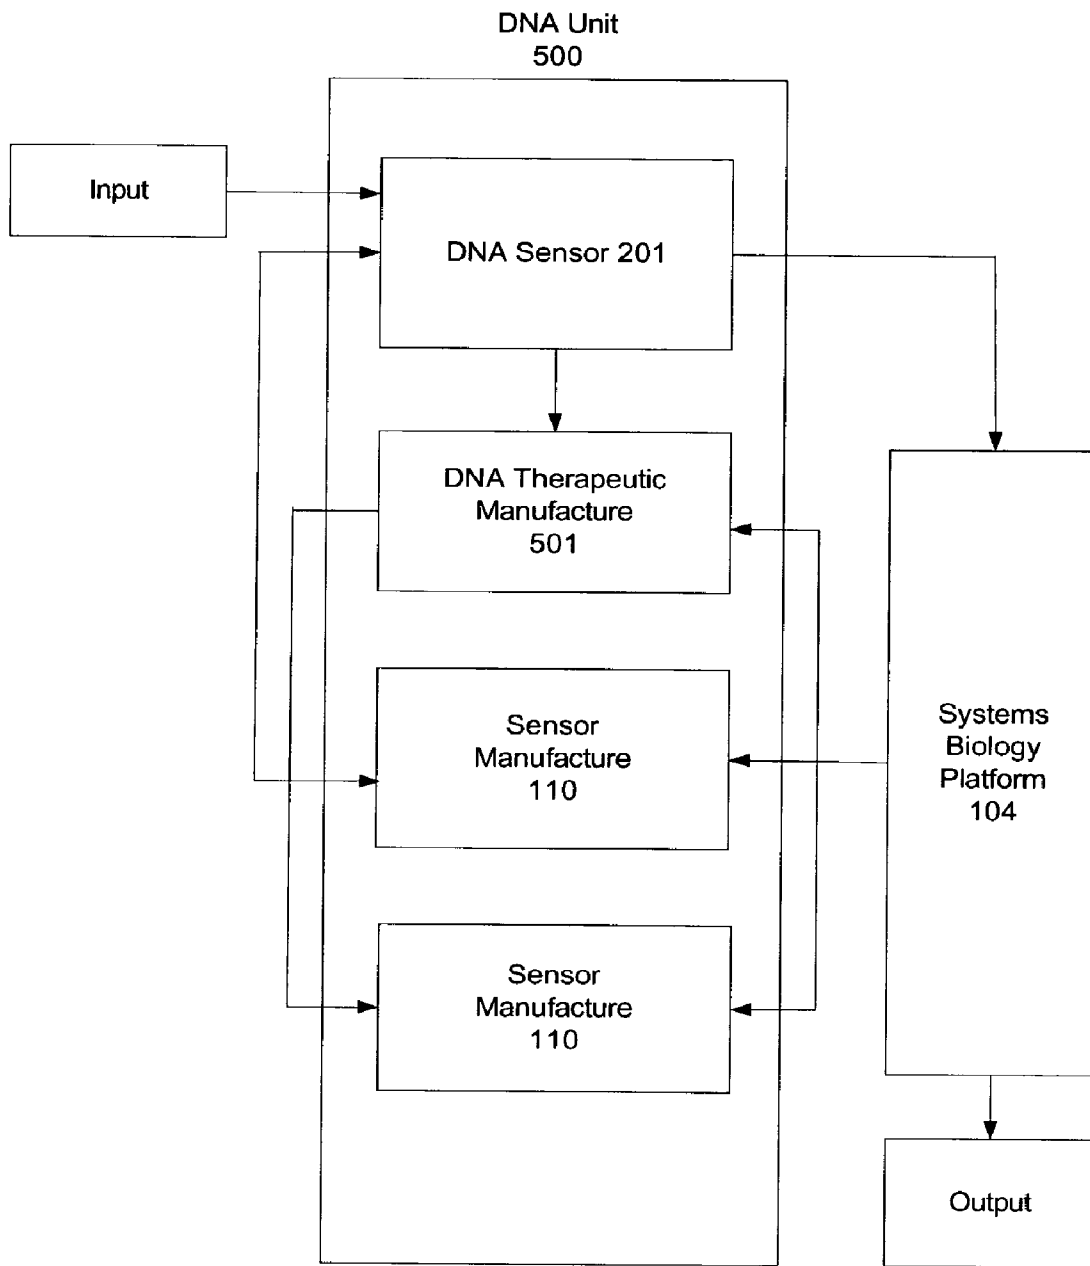 DNA Unit
500
Input
DNA Sensor 201
DNA Therapeutic
Manufacture
501
Sensor
Manufacture
110
Systems
Biology
Platform
104
Sensor
Manufacture
110
Output